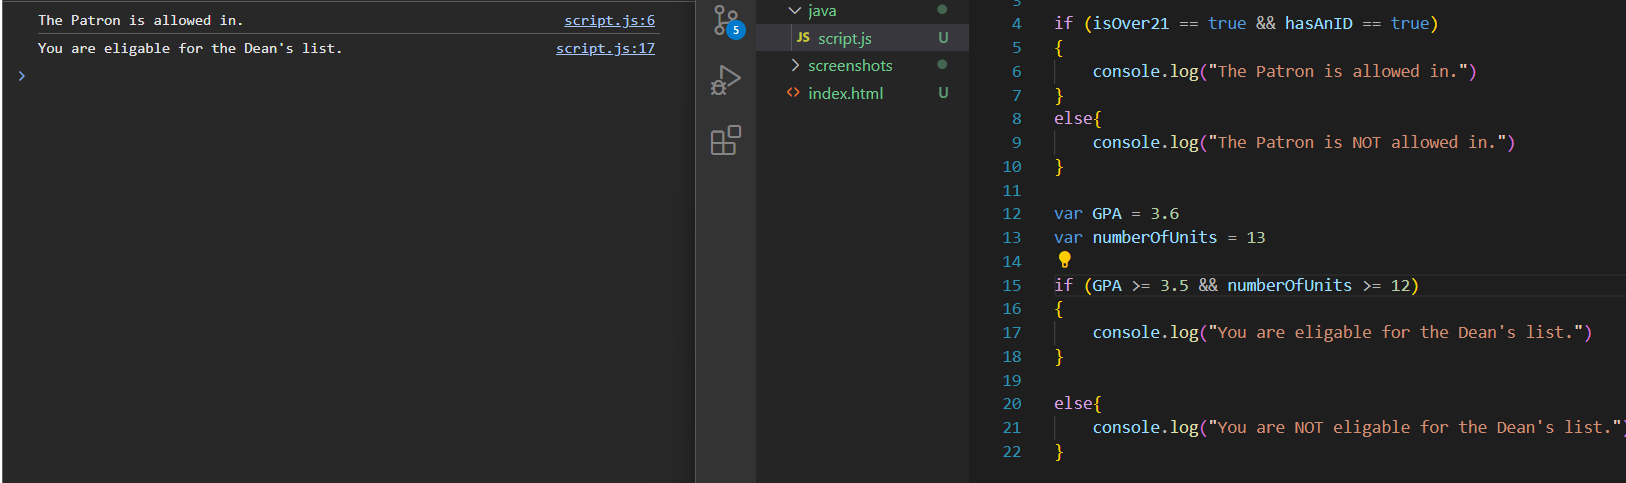 The Patron is allowed in. script.js:6
You are eligable for the Dean's list. script.js:17
>
5
java
JS script.js U
> screenshots
<> index.html U
3
4 if (isOver21 == true && hasAnID == true)
5 {
6 console.log("The Patron is allowed in.")
7 }
8 else{
9 console.log("The Patron is NOT allowed in.")
10 }
11
12 var GPA = 3.6
13 var numberOfUnits = 13
14
15 if (GPA >= 3.5 && numberOfUnits >= 12)
16 {
17 console.log("You are eligable for the Dean's list.")
18 }
19
20 else{
21 console.log("You are NOT eligable for the Dean's list.")
22 }